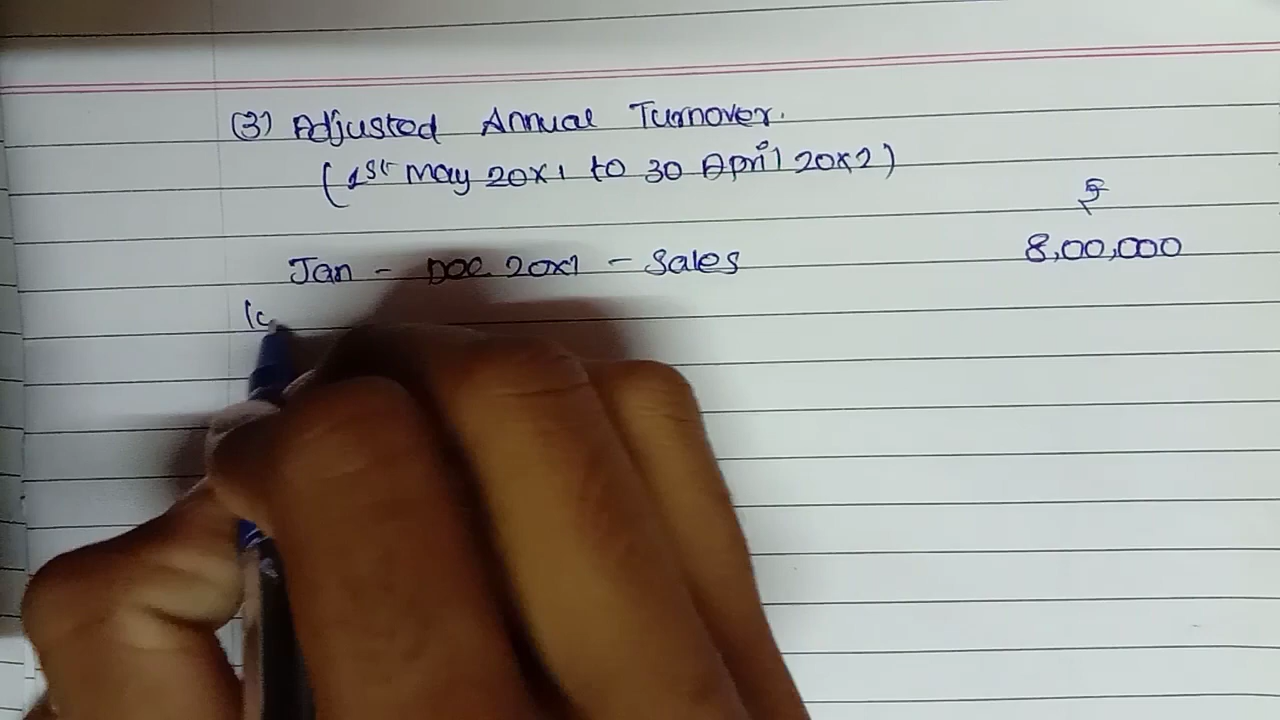 (3) Adjusted Annual Turnover.
(1st may 20x1 to 30 April 20x2)
₹
Jan - Dec 20x1 - Sales 8,00,000